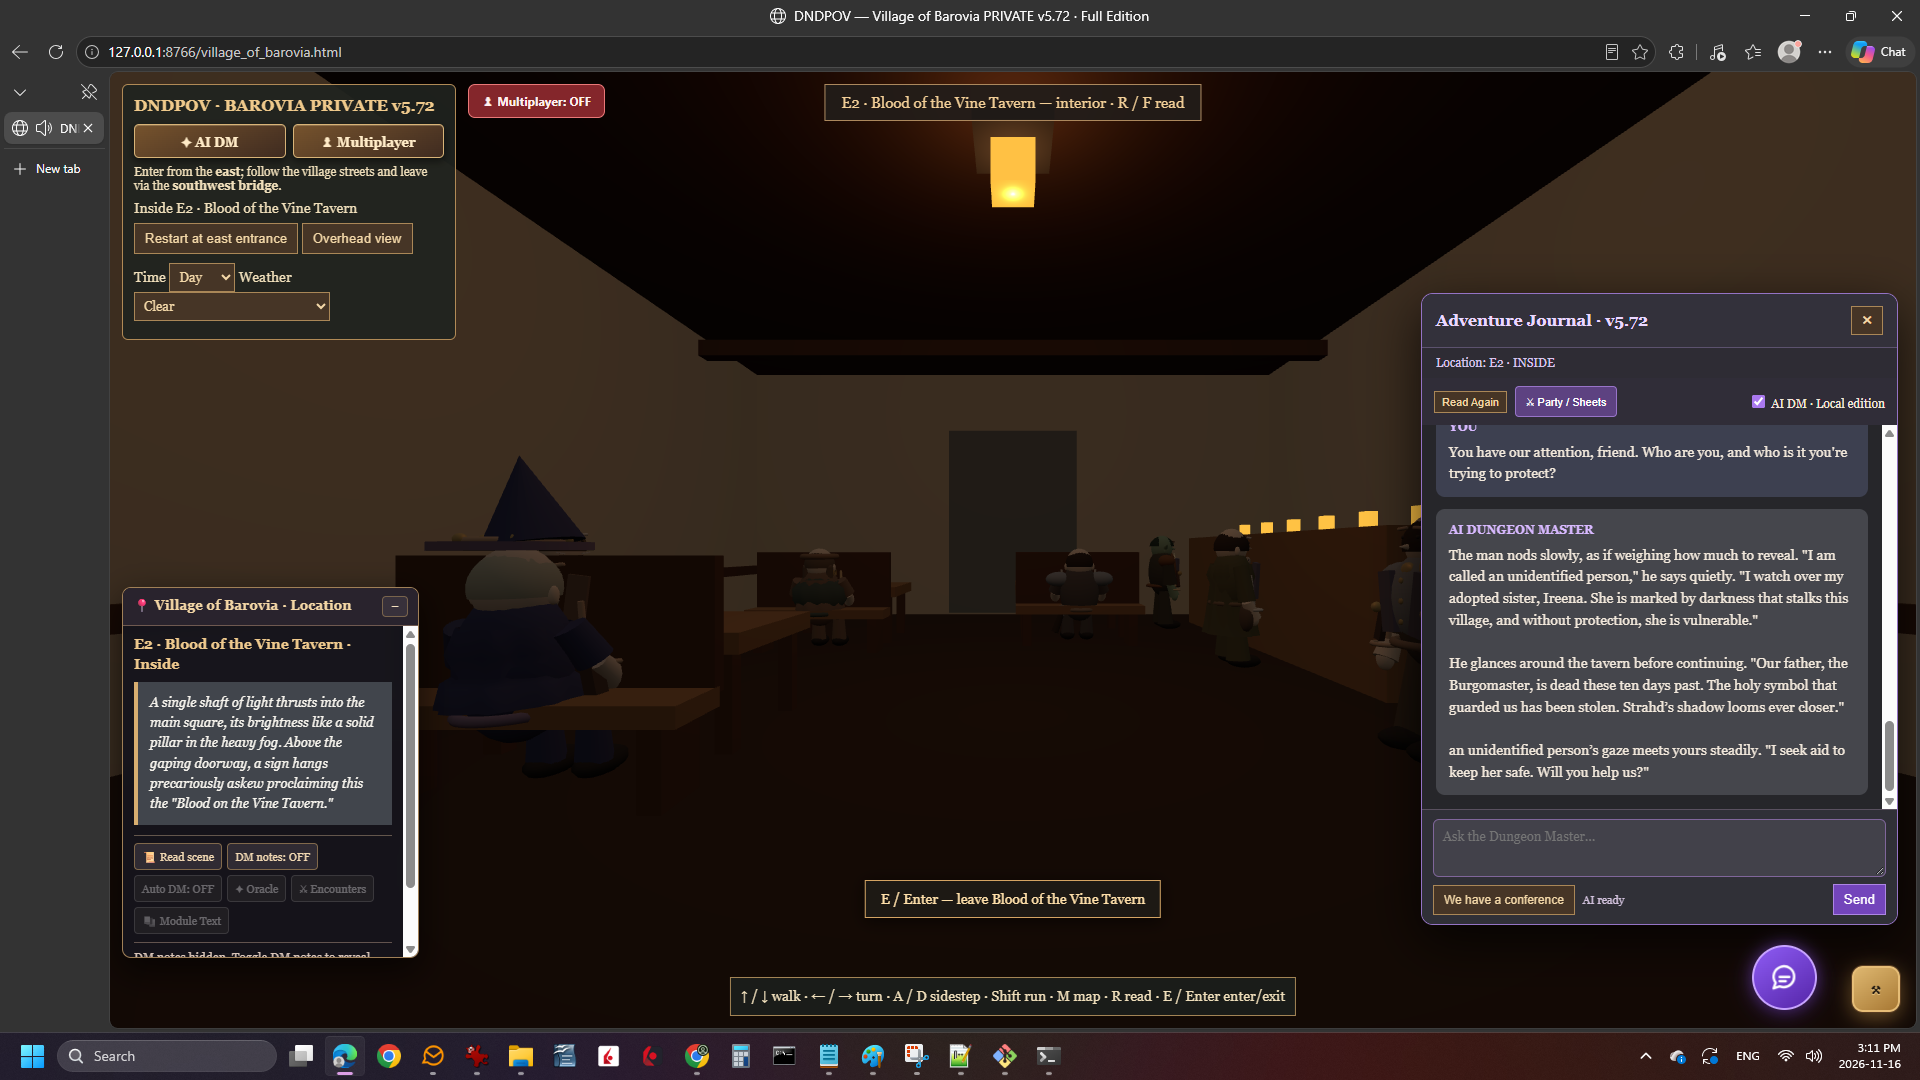 DNDPOV — Village of Barovia PRIVATE v5.72 · Full Edition
127.0.0.1:8766/village_of_barovia.html
Chat
DN
New tab
DNDPOV · BAROVIA PRIVATE v5.72
AI DM
Multiplayer
Enter from the east; follow the village streets and leave
via the southwest bridge.
Inside E2 · Blood of the Vine Tavern
Restart at east entrance
Overhead view
Time Day Weather
Clear
Multiplayer: OFF
E2 · Blood of the Vine Tavern — interior · R / F read
Village of Barovia · Location
E2 · Blood of the Vine Tavern ·
Inside
A single shaft of light thrusts into the
main square, its brightness like a solid
pillar in the heavy fog. Above the
gaping doorway, a sign hangs
precariously askew proclaiming this
the "Blood on the Vine Tavern."
Read scene
DM notes: OFF
Auto DM: OFF
Oracle
Encounters
Module Text
DM notes hidden. Toggle DM notes to reveal
E / Enter — leave Blood of the Vine Tavern
↑ / ↓ walk · ← / → turn · A / D sidestep · Shift run · M map · R read · E / Enter enter/exit
Adventure Journal · v5.72
Location: E2 · INSIDE
Read Again
Party / Sheets
AI DM · Local edition
YOU
You have our attention, friend. Who are you, and who is it you're
trying to protect?
AI DUNGEON MASTER
The man nods slowly, as if weighing how much to reveal. "I am
called an unidentified person," he says quietly. "I watch over my
adopted sister, Ireena. She is marked by darkness that stalks this
village, and without protection, she is vulnerable."
He glances around the tavern before continuing. "Our father, the
Burgomaster, is dead these ten days past. The holy symbol that
guarded us has been stolen. Strahd’s shadow looms ever closer."
an unidentified person’s gaze meets yours steadily. "I seek aid to
keep her safe. Will you help us?"
Ask the Dungeon Master...
We have a conference
AI ready
Send
Search
ENG
3:11 PM
2026-11-16